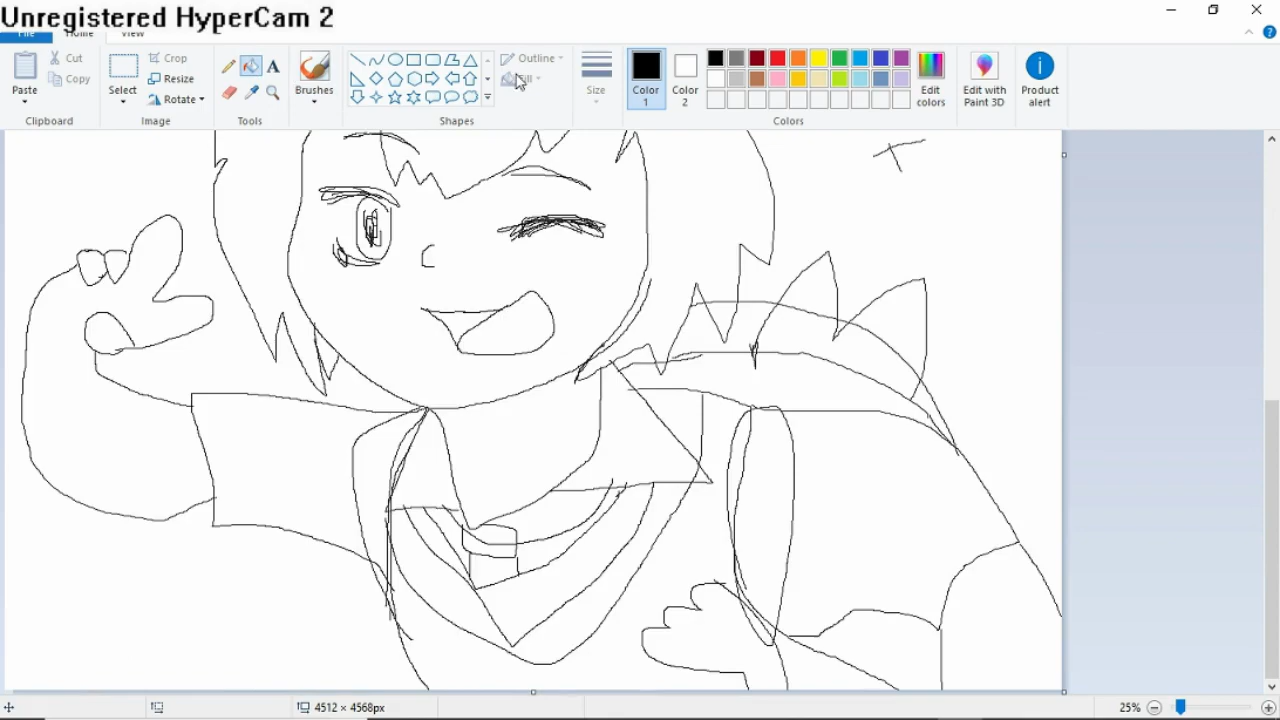 Unregistered HyperCam 2
File Home View
Paste
Cut
Copy
Clipboard
Select
Crop
Resize
Rotate
Image
A
Tools
Brushes
Outline
Fill
Shapes
Size
Color 1
Color 2
Edit colors
Colors
Edit with Paint 3D
Product alert
4512 × 4568px
25%